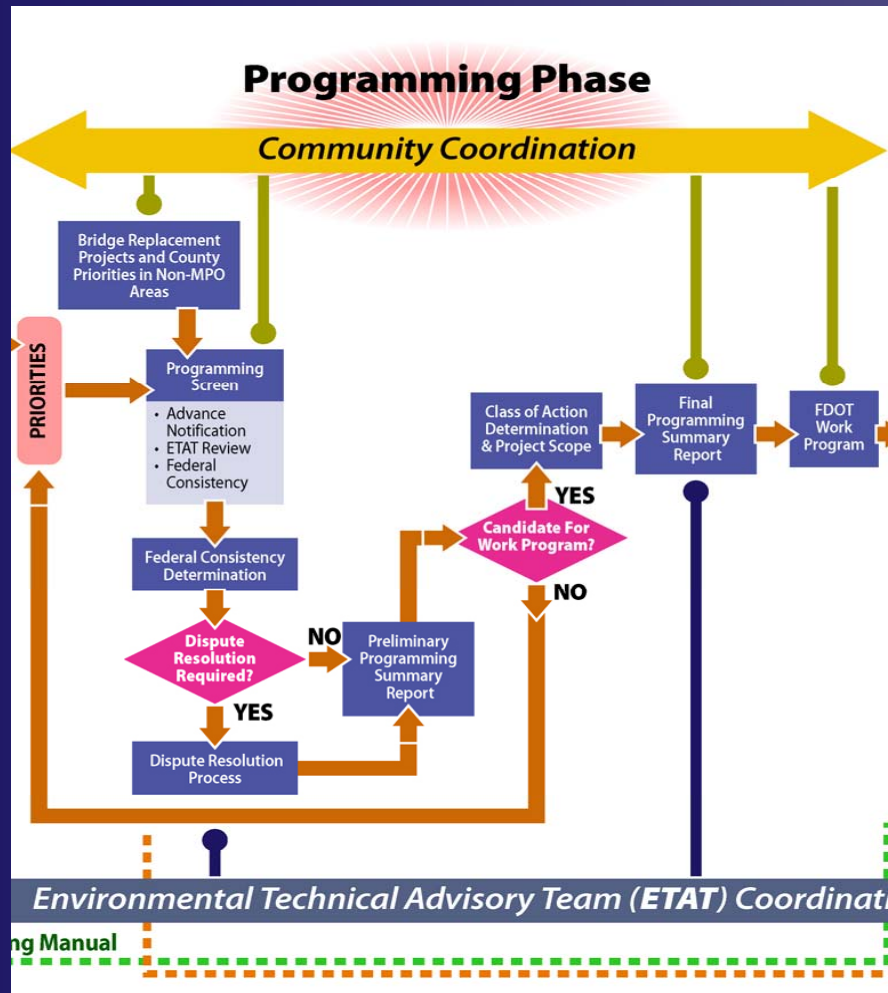 Programming Phase
Community Coordination
Bridge Replacement
Projects and County
Priorities in Non-MPO
Areas
PRIORITIES
Programming
Screen
• Advance
Notification
• ETAT Review
• Federal
Consistency
Federal Consistency
Determination
Dispute
Resolution
Required?
NO
YES
Dispute Resolution
Process
Preliminary
Programming
Summary
Report
Candidate For
Work Program?
YES
NO
Class of Action
Determination
& Project Scope
Final
Programming
Summary
Report
FDOT
Work
Program
Environmental Technical Advisory Team (ETAT) Coordinati
ng Manual